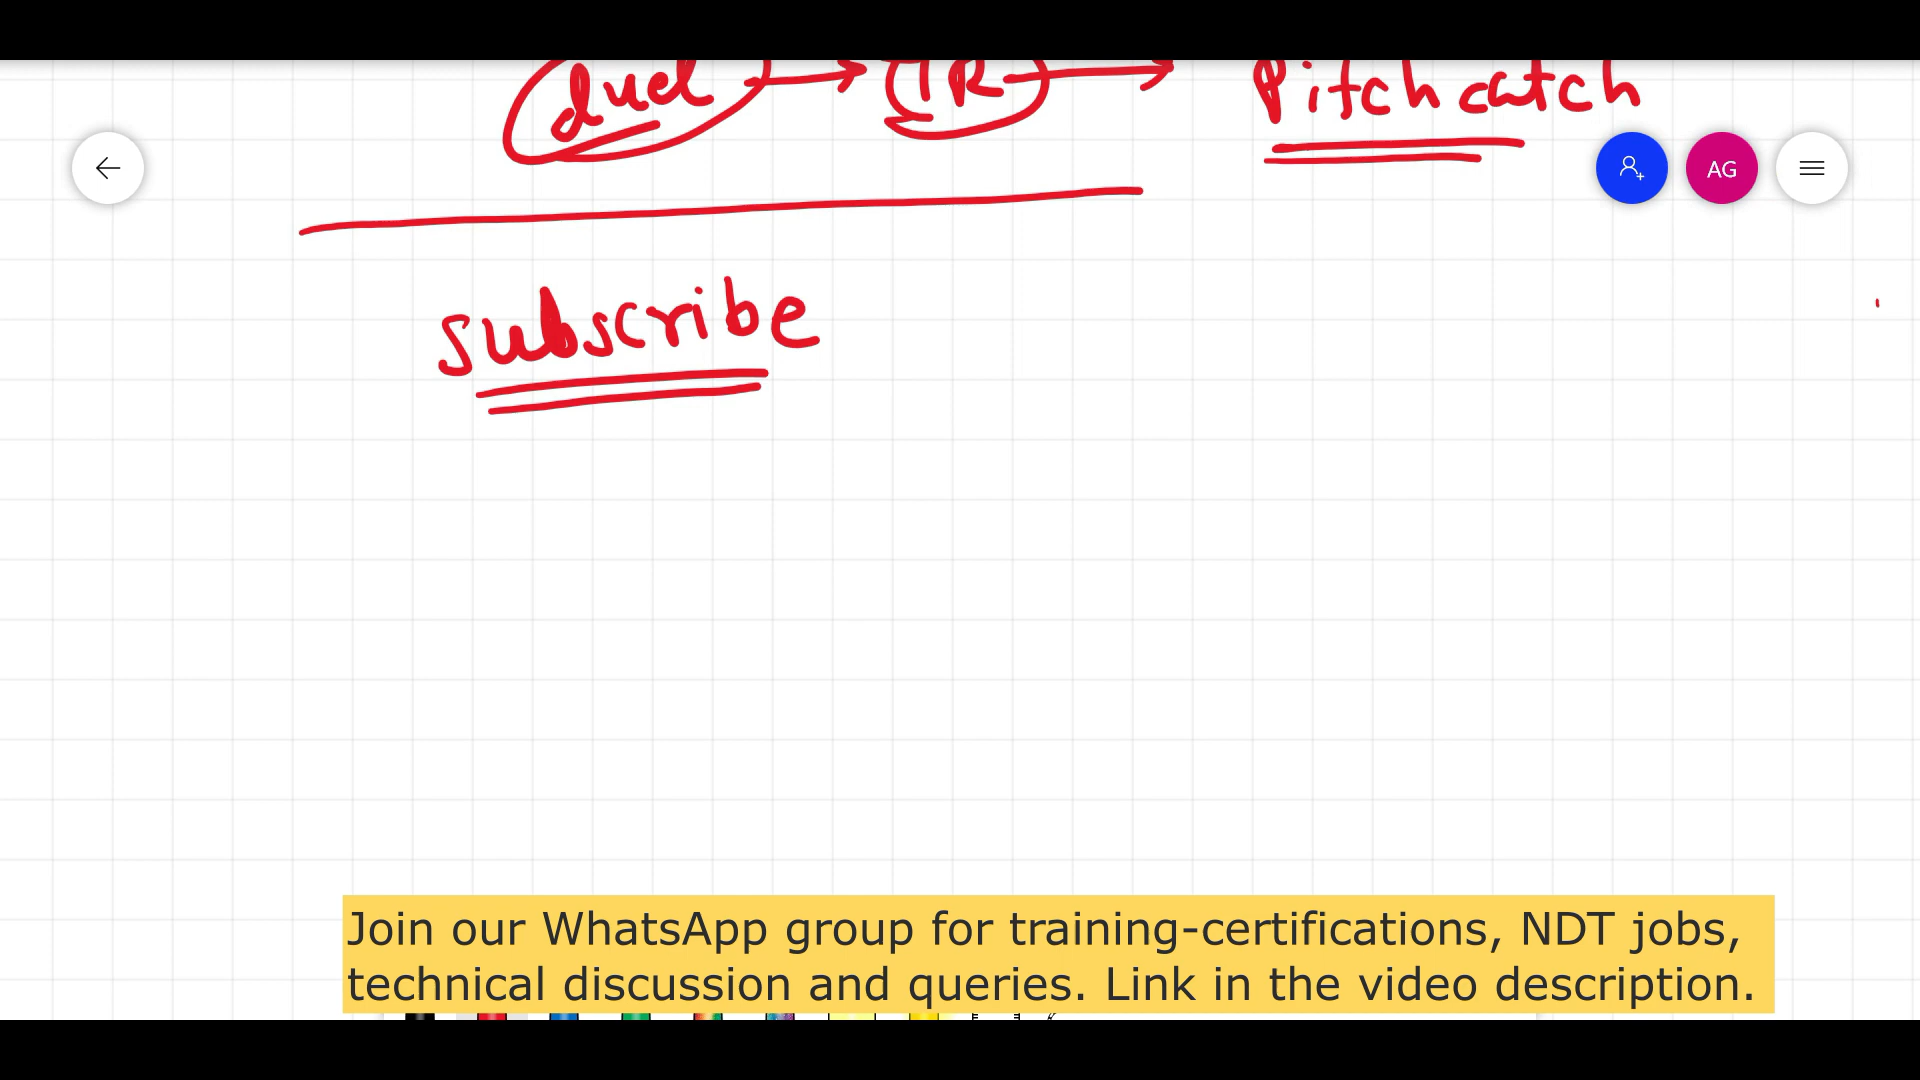 duel → TR → Pitch catch
AG
subscribe
Join our WhatsApp group for training-certifications, NDT jobs,
technical discussion and queries. Link in the video description.